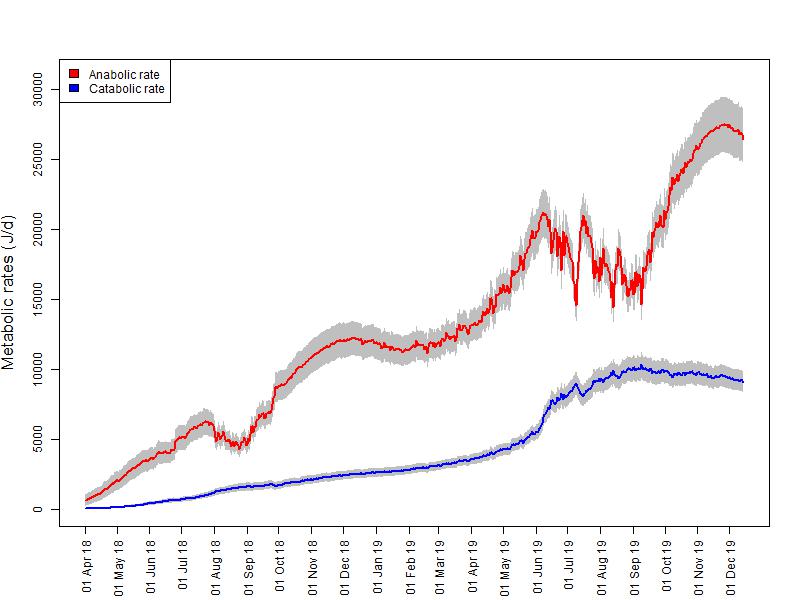 Anabolic rate
Catabolic rate
Metabolic rates (J/d)
30000
25000
20000
15000
10000
5000
0
01 Apr 18
01 May 18
01 Jun 18
01 Jul 18
01 Aug 18
01 Sep 18
01 Oct 18
01 Nov 18
01 Dec 18
01 Jan 19
01 Feb 19
01 Mar 19
01 Apr 19
01 May 19
01 Jun 19
01 Jul 19
01 Aug 19
01 Sep 19
01 Oct 19
01 Nov 19
01 Dec 19